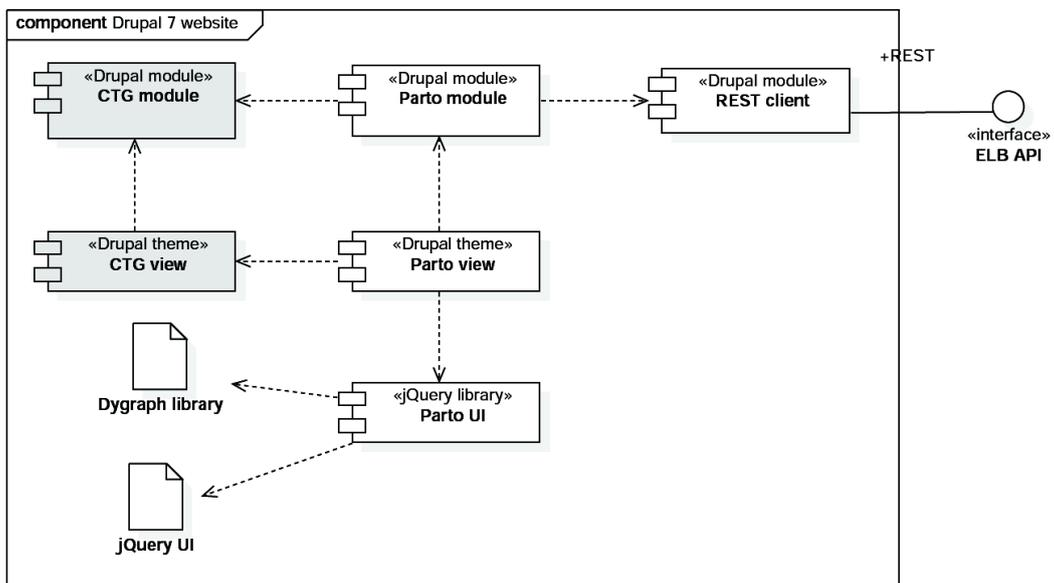 component Drupal 7 website
+REST
«Drupal module»
CTG module
«Drupal module»
Parto module
«Drupal module»
REST client
«interface»
ELB API
«Drupal theme»
CTG view
«Drupal theme»
Parto view
«jQuery library»
Parto UI
Dygraph library
jQuery UI